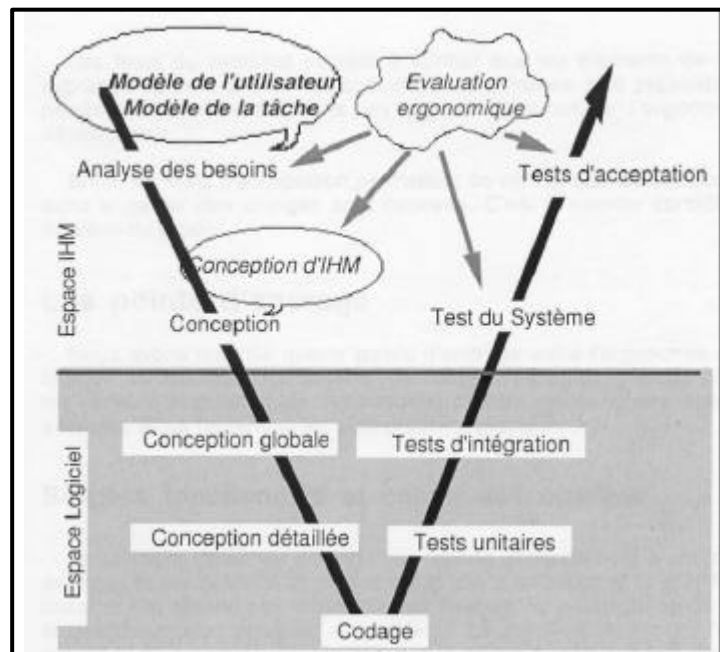 Modèle de l'utilisateur
Modèle de la tâche
Evaluation
ergonomique
Analyse des besoins
Tests d'acceptation
Conception d'IHM
Conception
Test du Système
Espace IHM
Conception globale
Tests d'intégration
Conception détaillée
Tests unitaires
Codage
Espace Logiciel